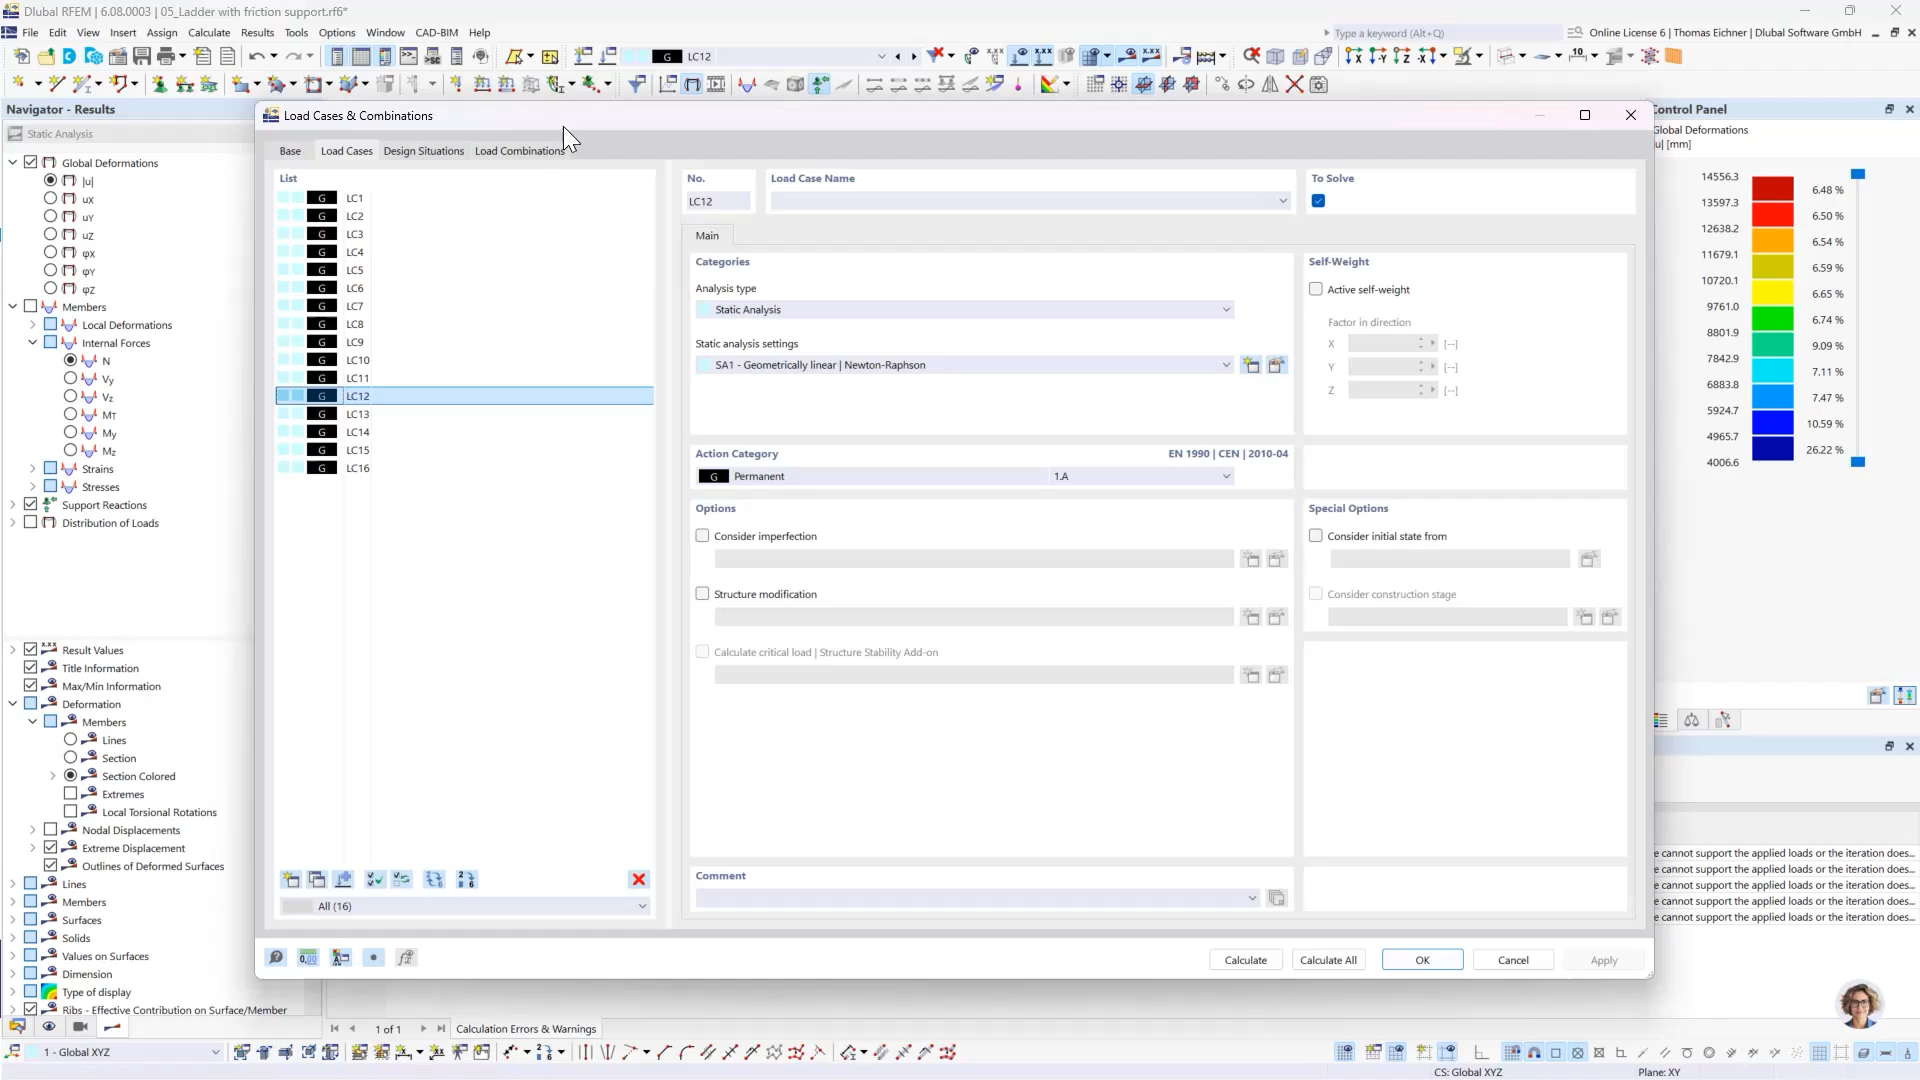 Dlubal RFEM | 6.08.0003 | 05_Ladder with friction support.rf6*
File Edit View Insert Assign Calculate Results Tools Options Window CAD-BIM Help
Type a keyword (Alt+Q)
Online License 6 | Thomas Eichner | Dlubal Software GmbH
G LC12
Navigator - Results
Static Analysis
Global Deformations
|u|
uX
uY
uZ
φX
φY
φZ
Members
Local Deformations
Internal Forces
N
Vy
Vz
MT
My
Mz
Strains
Stresses
Support Reactions
Distribution of Loads
Result Values
Title Information
Max/Min Information
Deformation
Members
Lines
Section
Section Colored
Extremes
Local Torsional Rotations
Nodal Displacements
Extreme Displacement
Outlines of Deformed Surfaces
Lines
Members
Surfaces
Solids
Values on Surfaces
Dimension
Type of display
Ribs - Effective Contribution on Surface/Member
1 - Global XYZ
Load Cases & Combinations
Base Load Cases Design Situations Load Combinations
List
G LC1
G LC2
G LC3
G LC4
G LC5
G LC6
G LC7
G LC8
G LC9
G LC10
G LC11
G LC12
G LC13
G LC14
G LC15
G LC16
All (16)
No.
LC12
Load Case Name
To Solve
Main
Categories
Analysis type
Static Analysis
Static analysis settings
SA1 - Geometrically linear | Newton-Raphson
Action Category
EN 1990 | CEN | 2010-04
G Permanent 1.A
Options
Consider imperfection
Structure modification
Calculate critical load | Structure Stability Add-on
Self-Weight
Active self-weight
Factor in direction
X [--]
Y [--]
Z [--]
Special Options
Consider initial state from
Consider construction stage
Comment
Calculate Calculate All OK Cancel Apply
1 of 1 Calculation Errors & Warnings
Control Panel
Global Deformations
|u| [mm]
14556.3
13597.3
12638.2
11679.1
10720.1
9761.0
8801.9
7842.9
6883.8
5924.7
4965.7
4006.6
6.48 %
6.50 %
6.54 %
6.59 %
6.65 %
6.74 %
9.09 %
7.11 %
7.47 %
10.59 %
26.22 %
e cannot support the applied loads or the iteration does...
e cannot support the applied loads or the iteration does...
e cannot support the applied loads or the iteration does...
e cannot support the applied loads or the iteration does...
e cannot support the applied loads or the iteration does...
CS: Global XYZ
Plane: XY